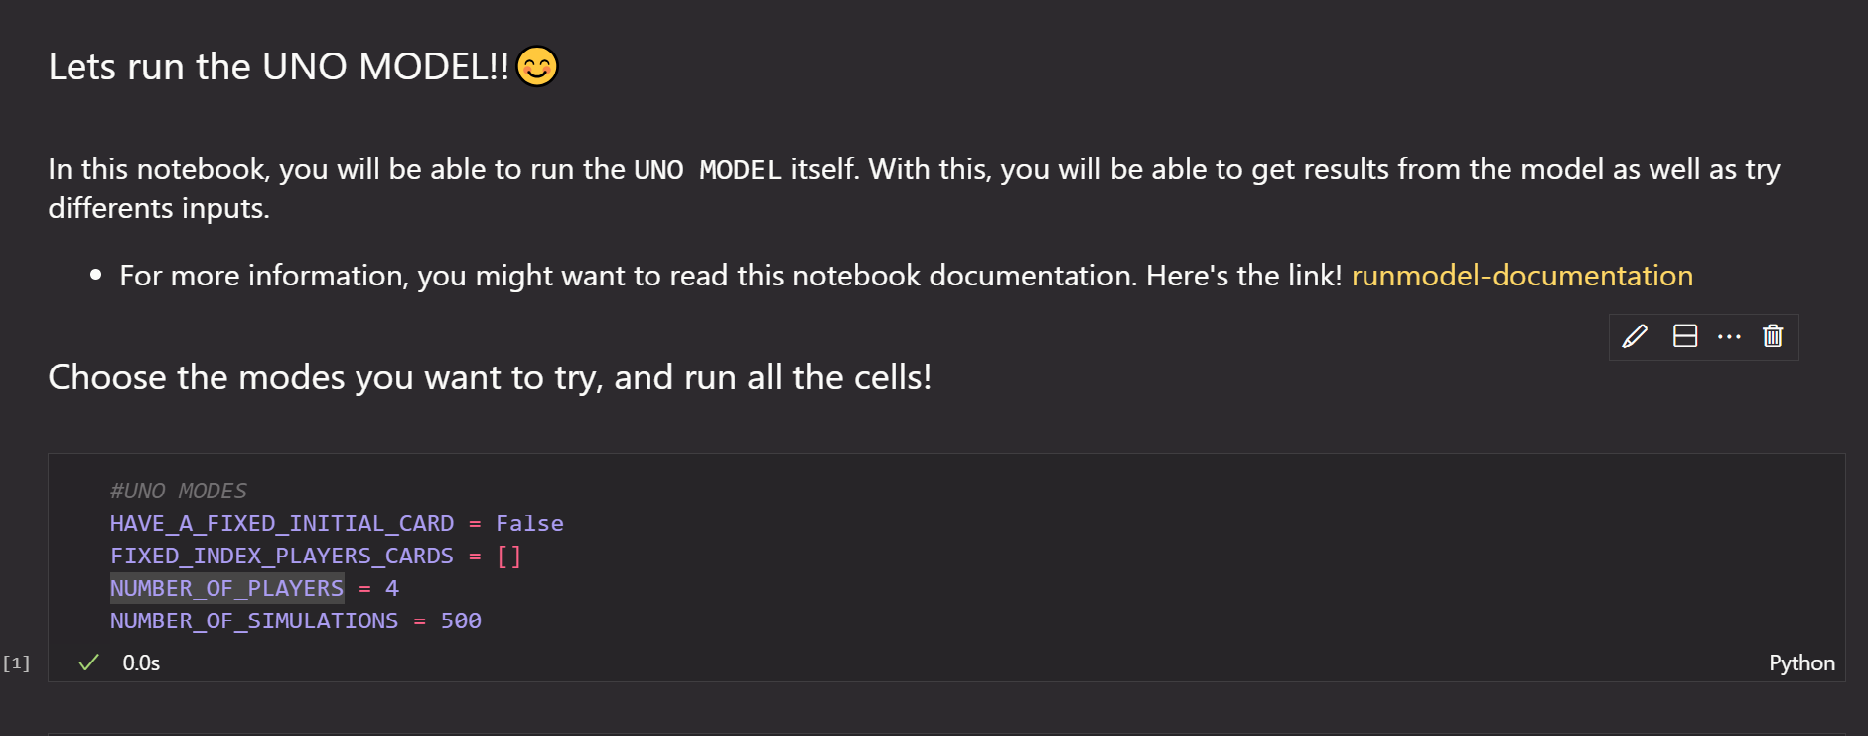 Lets run the UNO MODEL!!😊
In this notebook, you will be able to run the UNO MODEL itself. With this, you will be able to get results from the model as well as try
differents inputs.
• For more information, you might want to read this notebook documentation. Here's the link! runmodel-documentation
Choose the modes you want to try, and run all the cells!
#UNO MODES
HAVE_A_FIXED_INITIAL_CARD = False
FIXED_INDEX_PLAYERS_CARDS = []
NUMBER_OF_PLAYERS = 4
NUMBER_OF_SIMULATIONS = 500
[1] ✓ 0.0s Python